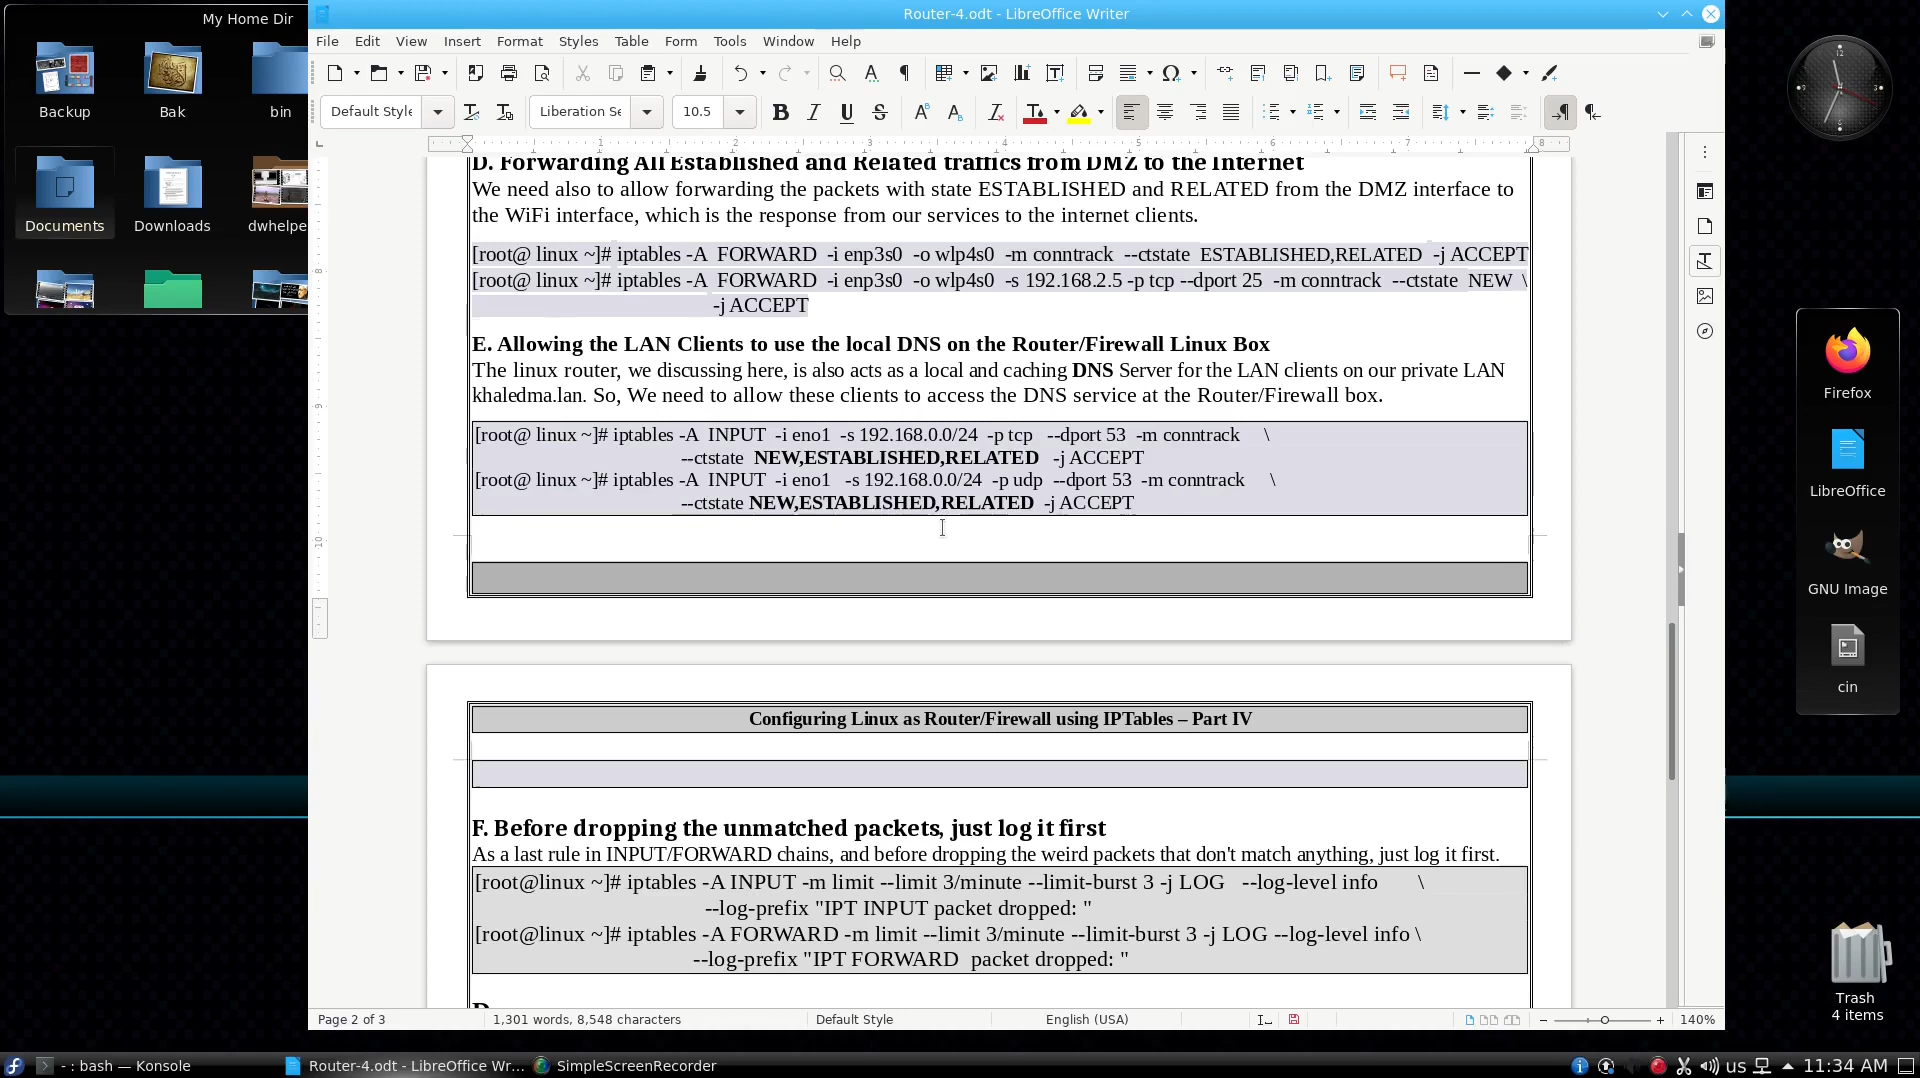 My Home Dir
Router-4.odt - LibreOffice Writer
File Edit View Insert Format Styles Table Form Tools Window Help
Backup Bak bin
Default Style Liberation Se 10.5
Documents Downloads dwhelpe
D. Forwarding All Established and Related traffics from DMZ to the Internet
We need also to allow forwarding the packets with state ESTABLISHED and RELATED from the DMZ interface to
the WiFi interface, which is the response from our services to the internet clients.
[root@ linux ~]# iptables -A FORWARD -i enp3s0 -o wlp4s0 -m conntrack --ctstate ESTABLISHED,RELATED -j ACCEPT
[root@ linux ~]# iptables -A FORWARD -i enp3s0 -o wlp4s0 -s 192.168.2.5 -p tcp --dport 25 -m conntrack --ctstate NEW \
-j ACCEPT
E. Allowing the LAN Clients to use the local DNS on the Router/Firewall Linux Box
The linux router, we discussing here, is also acts as a local and caching DNS Server for the LAN clients on our private LAN
khaledma.lan. So, We need to allow these clients to access the DNS service at the Router/Firewall box.
[root@ linux ~]# iptables -A INPUT -i eno1 -s 192.168.0.0/24 -p tcp --dport 53 -m conntrack \
--ctstate NEW,ESTABLISHED,RELATED -j ACCEPT
[root@ linux ~]# iptables -A INPUT -i eno1 -s 192.168.0.0/24 -p udp --dport 53 -m conntrack \
--ctstate NEW,ESTABLISHED,RELATED -j ACCEPT
Configuring Linux as Router/Firewall using IPTables – Part IV
F. Before dropping the unmatched packets, just log it first
As a last rule in INPUT/FORWARD chains, and before dropping the weird packets that don't match anything, just log it first.
[root@linux ~]# iptables -A INPUT -m limit --limit 3/minute --limit-burst 3 -j LOG --log-level info \
--log-prefix "IPT INPUT packet dropped: "
[root@linux ~]# iptables -A FORWARD -m limit --limit 3/minute --limit-burst 3 -j LOG --log-level info \
--log-prefix "IPT FORWARD packet dropped: "
Page 2 of 3 1,301 words, 8,548 characters Default Style English (USA) 140%
Firefox
LibreOffice
GNU Image
cin
Trash
4 items
- : bash — Konsole Router-4.odt - LibreOffice Wr... SimpleScreenRecorder us 11:34 AM